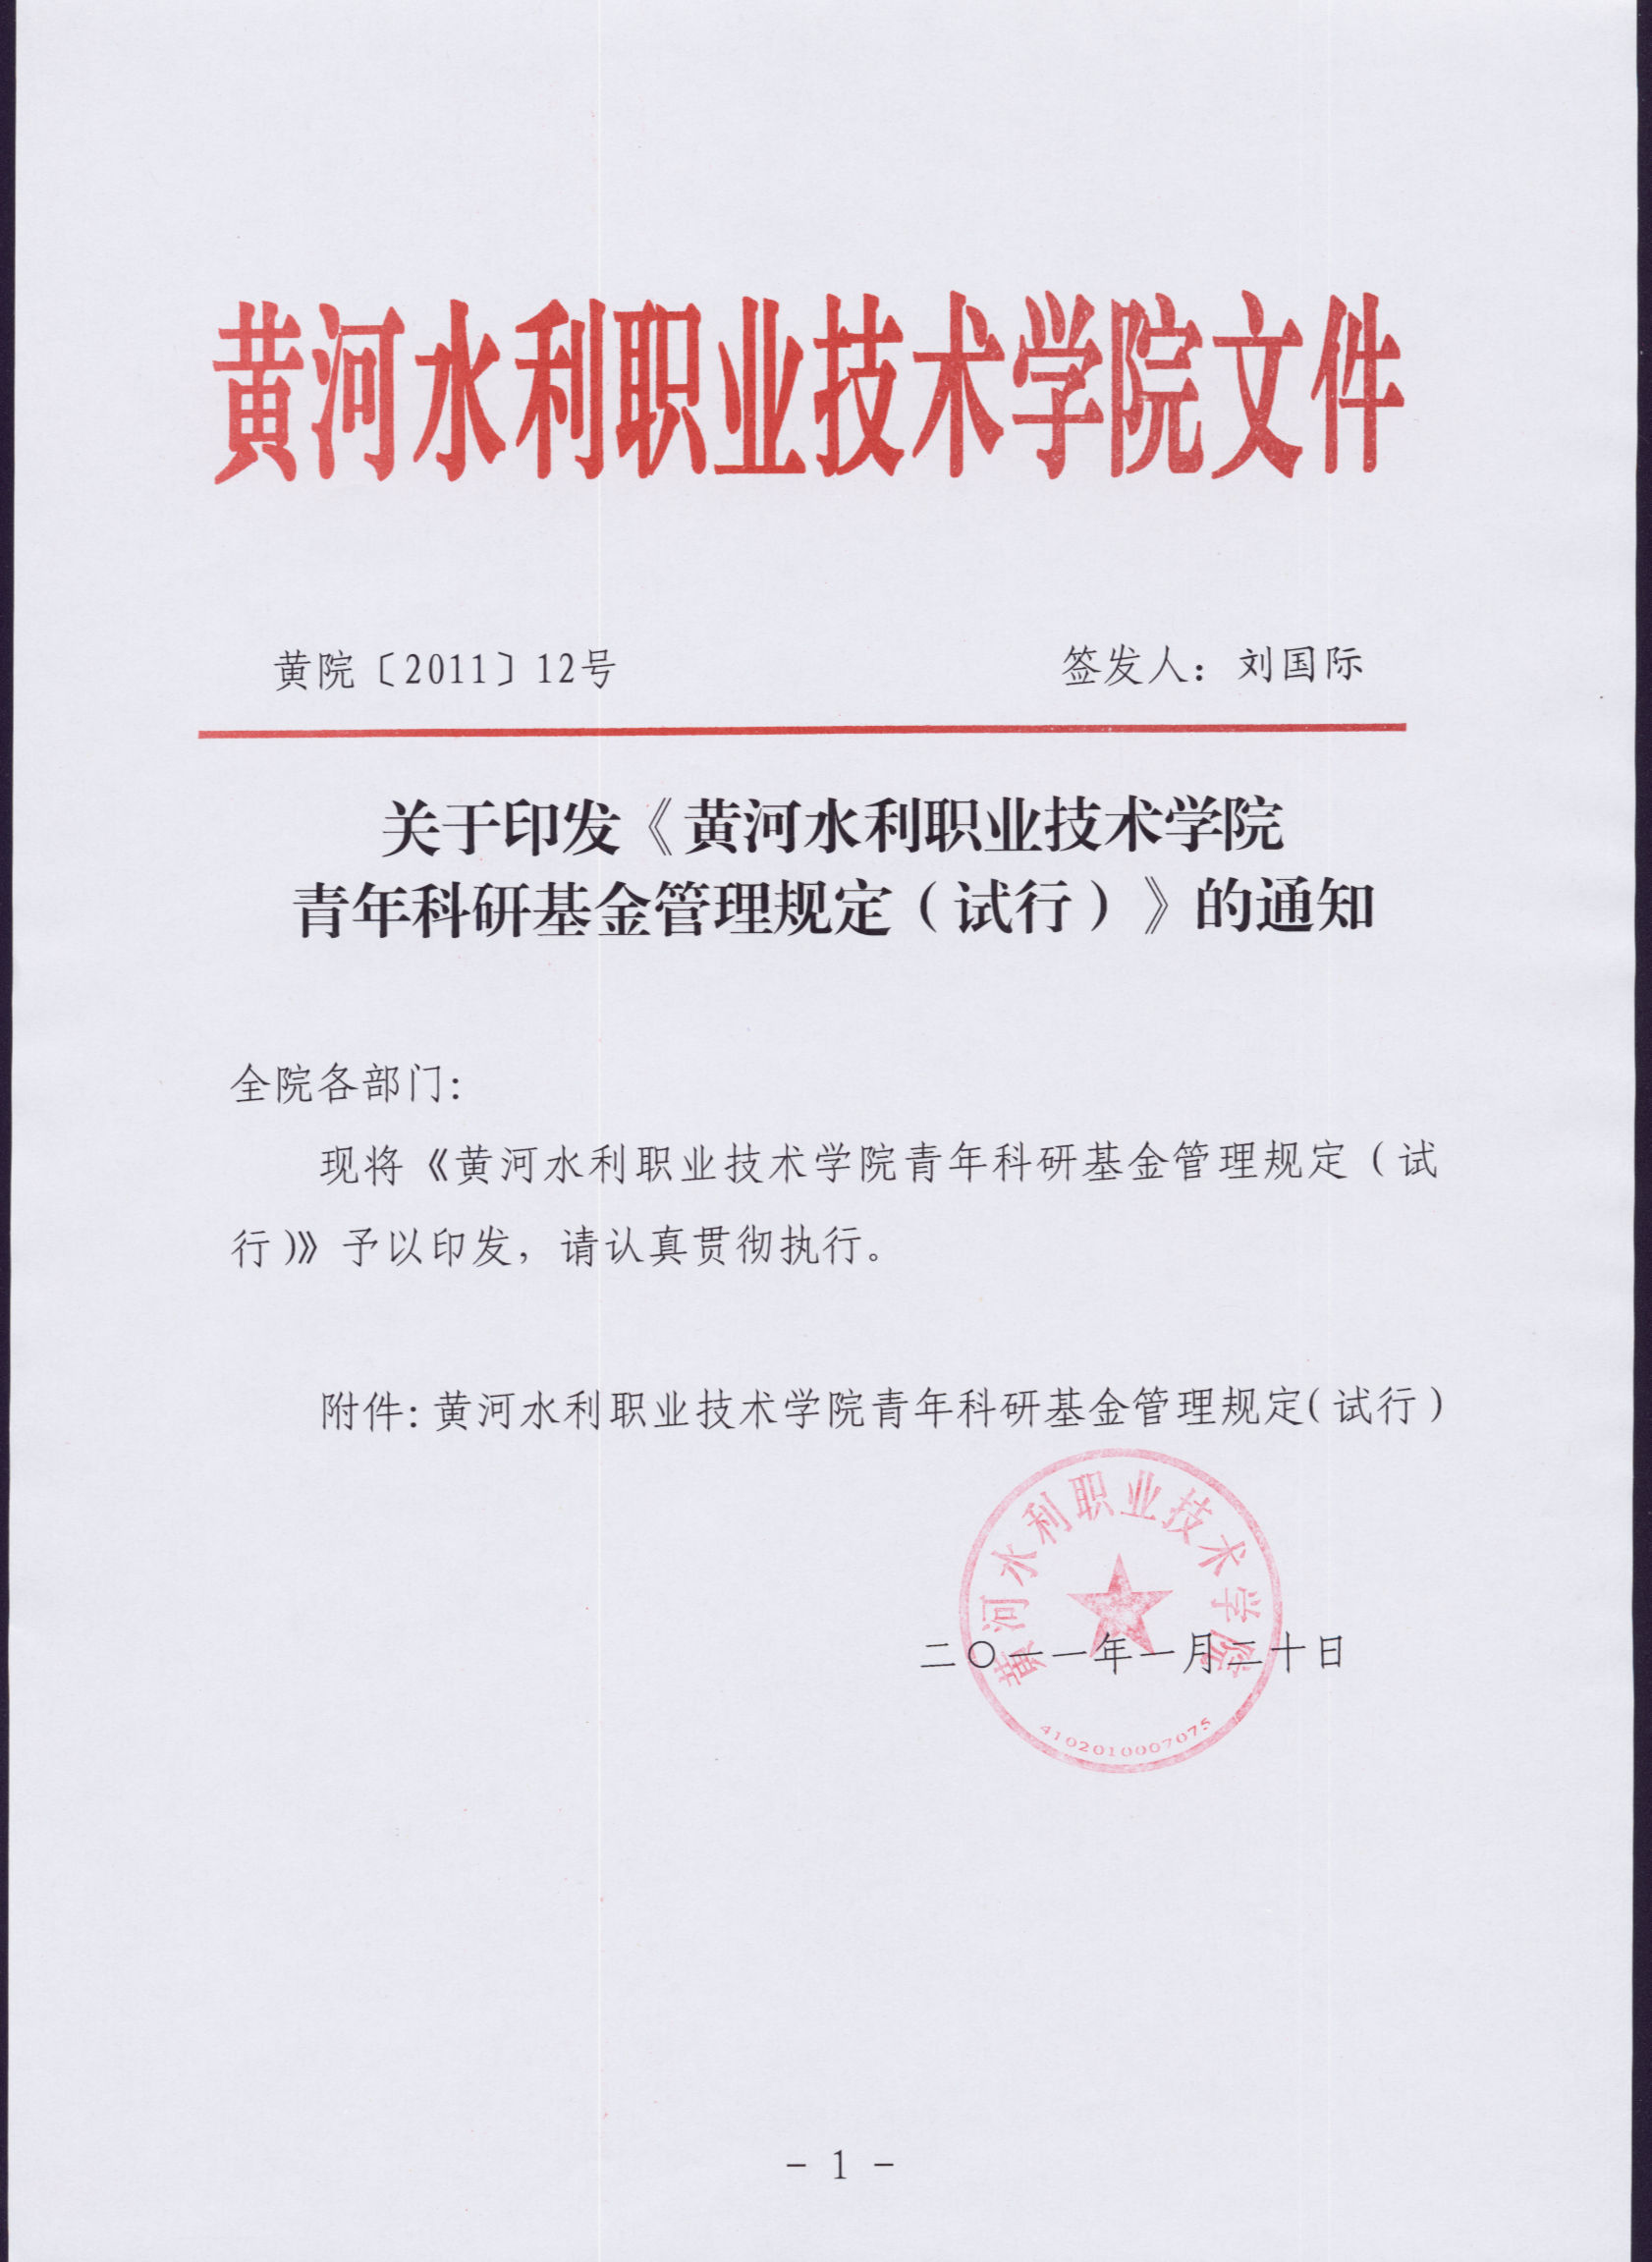 黄河水利职业技术学院文件
黄院〔2011〕12号 签发人：刘国际
关于印发《黄河水利职业技术学院
青年科研基金管理规定（试行）》的通知
全院各部门：
现将《黄河水利职业技术学院青年科研基金管理规定（试
行）》予以印发，请认真贯彻执行。
附件：黄河水利职业技术学院青年科研基金管理规定（试行）
黄河水利职业技术学院
二〇一一年一月二十日
4102010007075
- 1 -